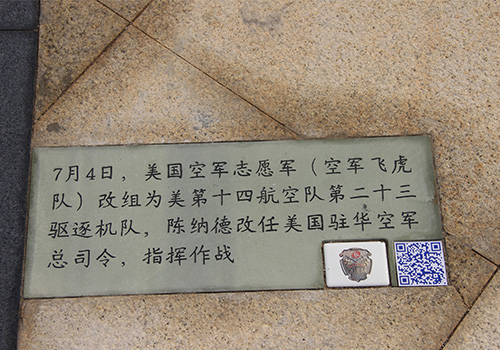 7月4日，美国空军志愿军（空军飞虎
队）改组为美第十四航空队第二十三
驱逐机队，陈纳德改任美国驻华空军
总司令，指挥作战